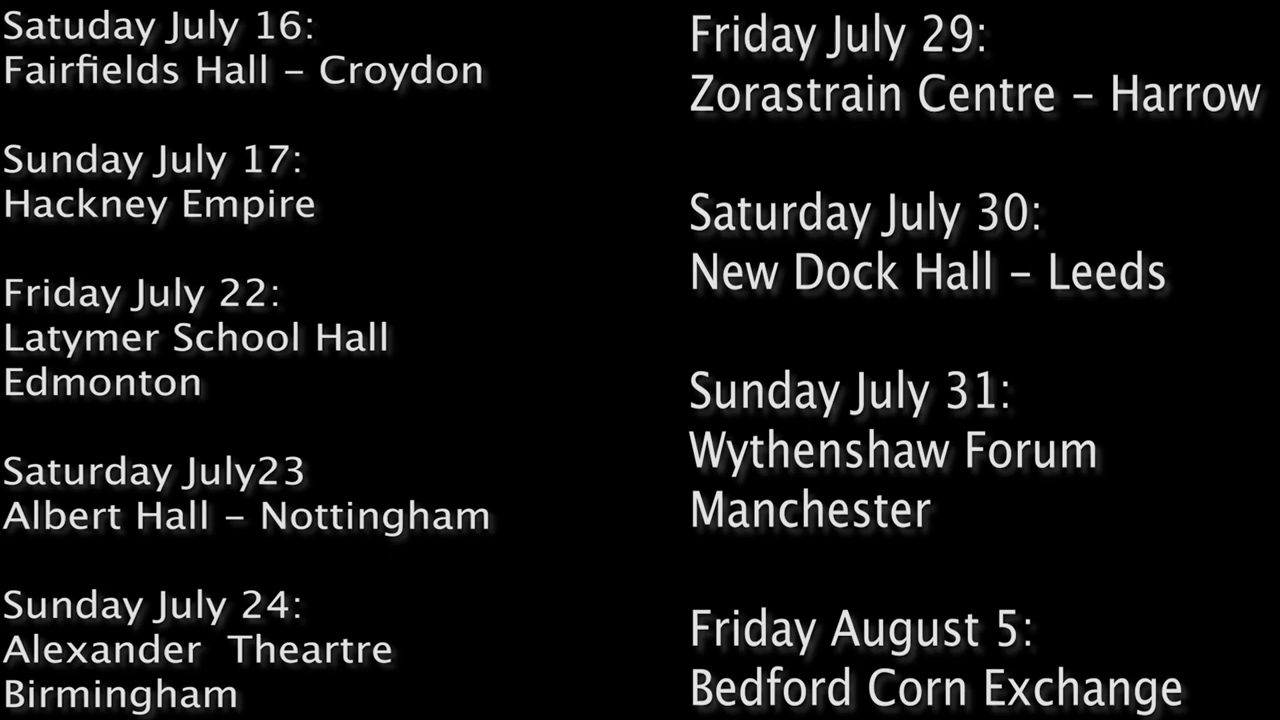 Satuday July 16:
Fairfields Hall – Croydon
Sunday July 17:
Hackney Empire
Friday July 22:
Latymer School Hall
Edmonton
Saturday July23
Albert Hall – Nottingham
Sunday July 24:
Alexander  Theartre
Birmingham
Friday July 29:
Zorastrain Centre – Harrow
Saturday July 30:
New Dock Hall – Leeds
Sunday July 31:
Wythenshaw Forum
Manchester
Friday August 5:
Bedford Corn Exchange